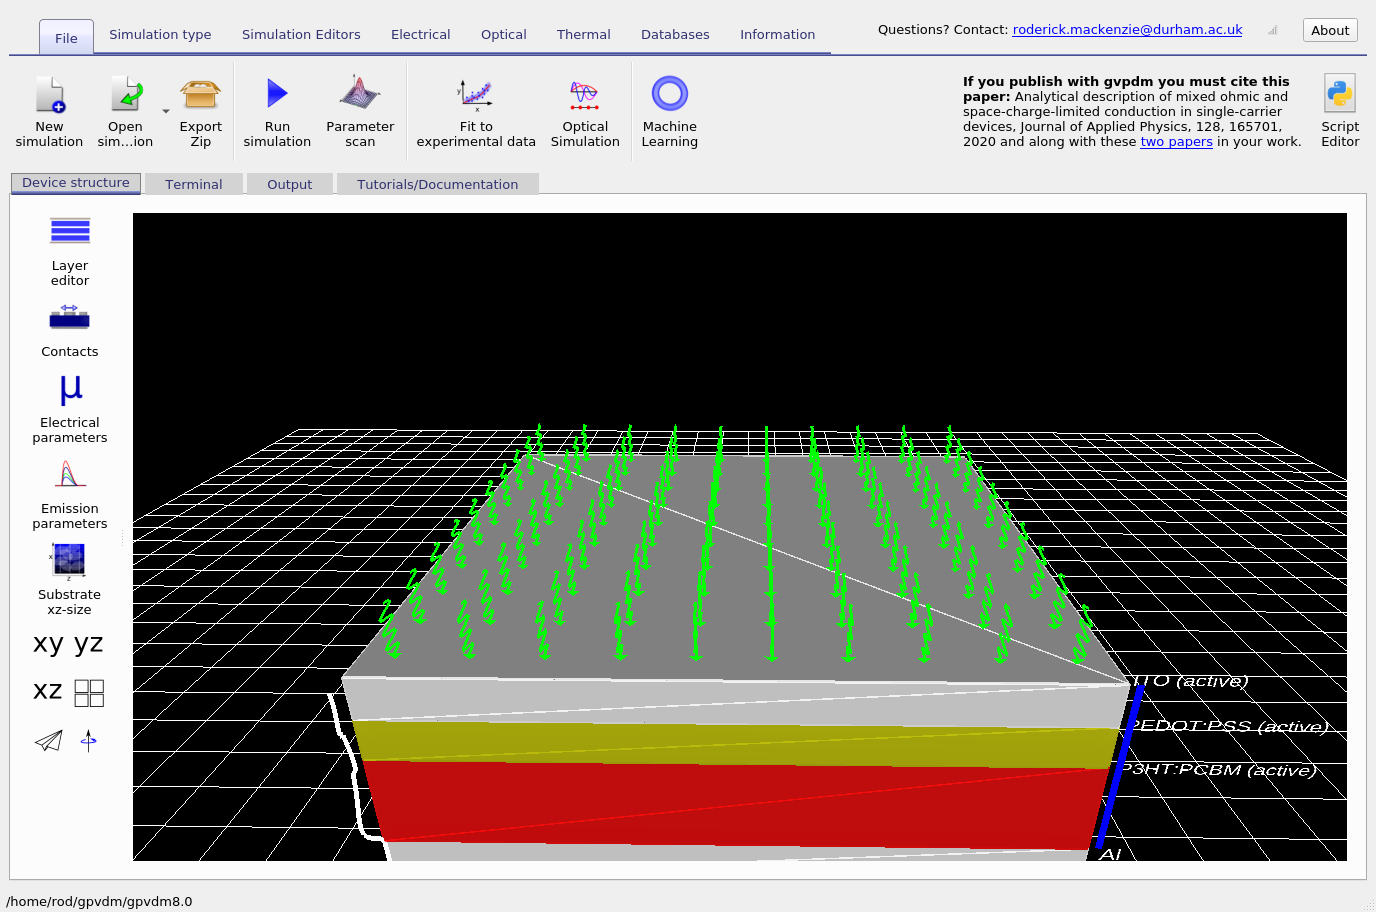 File
Simulation type
Simulation Editors
Electrical
Optical
Thermal
Databases
Information
Questions? Contact: roderick.mackenzie@durham.ac.uk
About
New
simulation
Open
sim...ion
Export
Zip
Run
simulation
Parameter
scan
y
x
Fit to
experimental data
Optical
Simulation
Machine
Learning
If you publish with gvpdm you must cite this
paper: Analytical description of mixed ohmic and
space-charge-limited conduction in single-carrier
devices, Journal of Applied Physics, 128, 165701,
2020 and along with these two papers in your work.
Script
Editor
Device structure
Terminal
Output
Tutorials/Documentation
Layer
editor
Contacts
μ
Electrical
parameters
Emission
parameters
x
z
Substrate
xz-size
xy yz
xz
ITO (active)
PEDOT:PSS (active)
P3HT:PCBM (active)
Al
/home/rod/gpvdm/gpvdm8.0